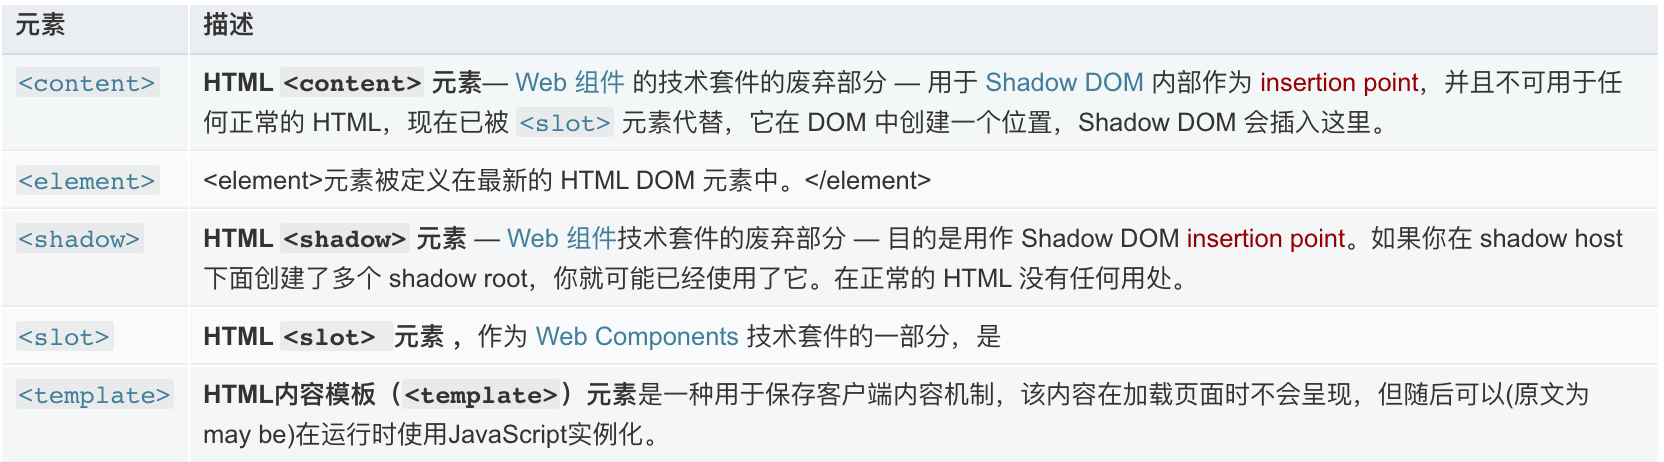 元素 描述
<content> HTML <content> 元素— Web 组件 的技术套件的废弃部分 — 用于 Shadow DOM 内部作为 insertion point，并且不可用于任
何正常的 HTML，现在已被 <slot> 元素代替，它在 DOM 中创建一个位置，Shadow DOM 会插入这里。
<element> <element>元素被定义在最新的 HTML DOM 元素中。</element>
<shadow> HTML <shadow> 元素 — Web 组件技术套件的废弃部分 — 目的是用作 Shadow DOM insertion point。如果你在 shadow host
下面创建了多个 shadow root，你就可能已经使用了它。在正常的 HTML 没有任何用处。
<slot> HTML <slot> 元素 ，作为 Web Components 技术套件的一部分，是
<template> HTML内容模板（<template>）元素是一种用于保存客户端内容机制，该内容在加载页面时不会呈现，但随后可以(原文为
may be)在运行时使用JavaScript实例化。